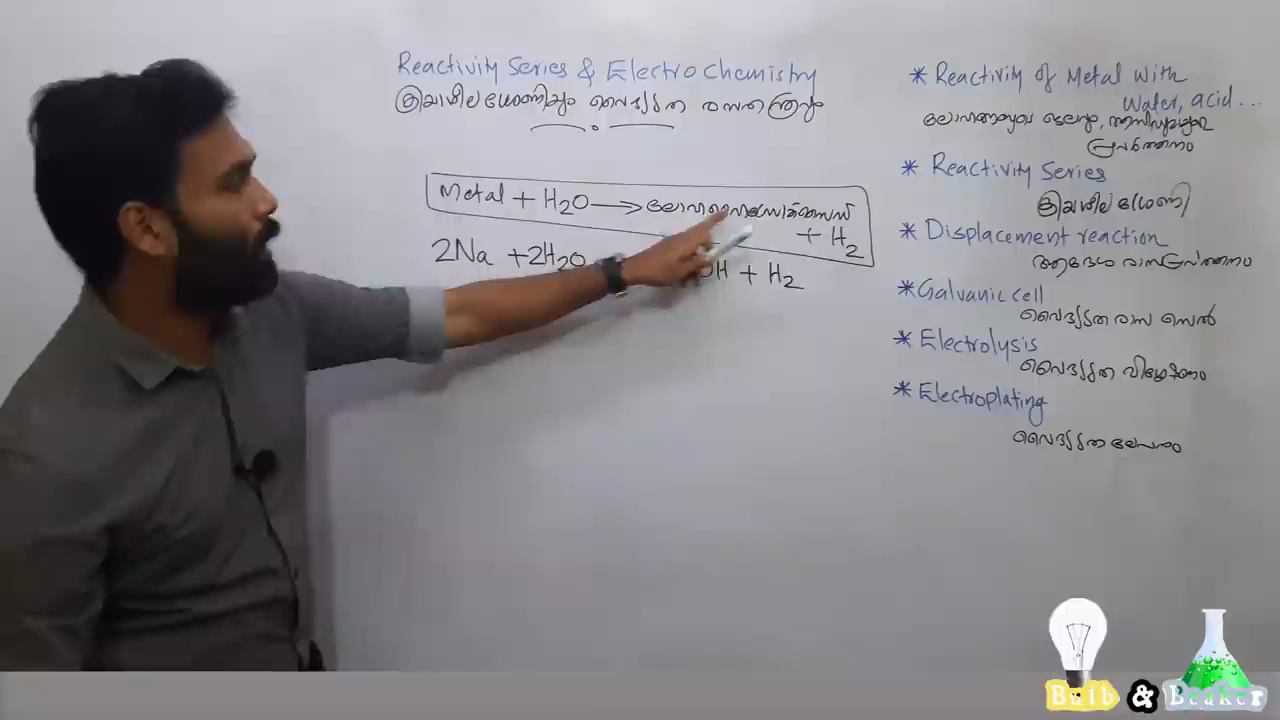 Reactivity Series & Electro Chemistry
ക്രിയാശീല ശ്രേണിയും വൈദ്യുത രസതന്ത്രവും
Metal + H₂O → ലോഹഹൈഡ്രോക്സൈഡ്
+ H₂
2Na + 2H₂O OH + H₂
* Reactivity of Metal With
Water, acid ...
ലോഹങ്ങളുടെ ജലവും,
പ്രവർത്തനം
* Reactivity Series
ക്രിയാശീല ശ്രേണി
* Displacement reaction
ആദേശ രാസപ്രവർത്തനം
* Galvanic cell
വൈദ്യുത രാസ സെൽ
* Electrolysis
വൈദ്യുത വിശ്ലേഷണം
* Electroplating
വൈദ്യുത ലേപനം
Bulb & Beaker